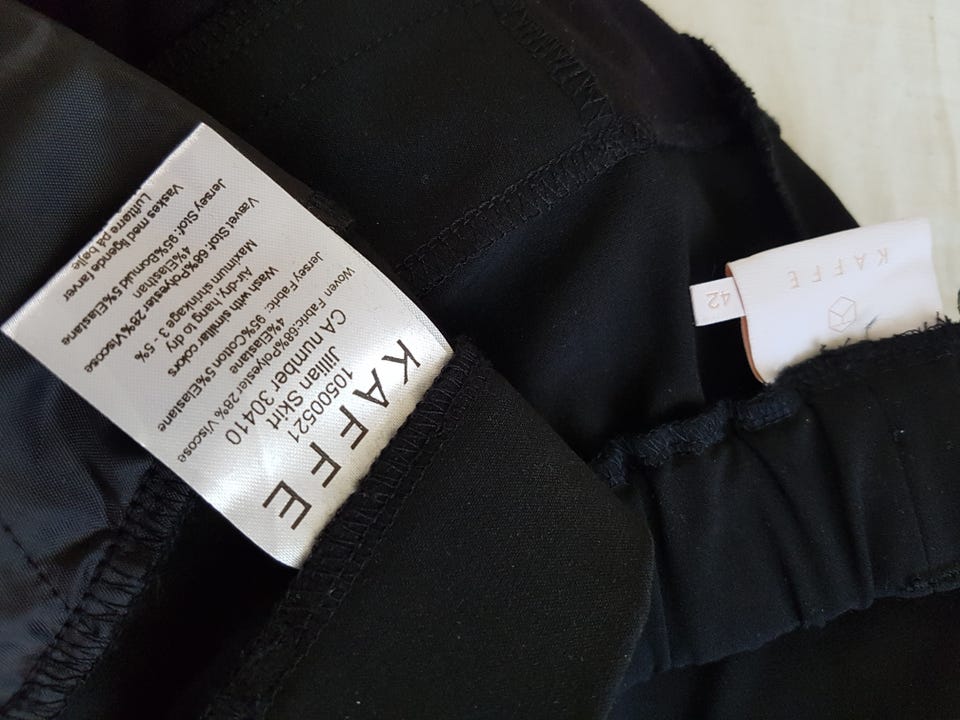 KAFFE
10500521
Jillian Skirt
CA number 30410
Woven Fabric:68%Polyester 28% Viscose
4%Elastane
Jersey Fabric: 95%Cotton 5%Elastane
Wash with similiar colors
Air-dry, hang to dry
Maximum shrinkage 3 - 5%
Vævet Stof: 68%Polyester 28%Viscose
4%Elasthan
Jersey Stof: 95%Bomuld 5%Elastane
Vaskes med ligende farver
Lufttørre på bøjle
KAFFE
42